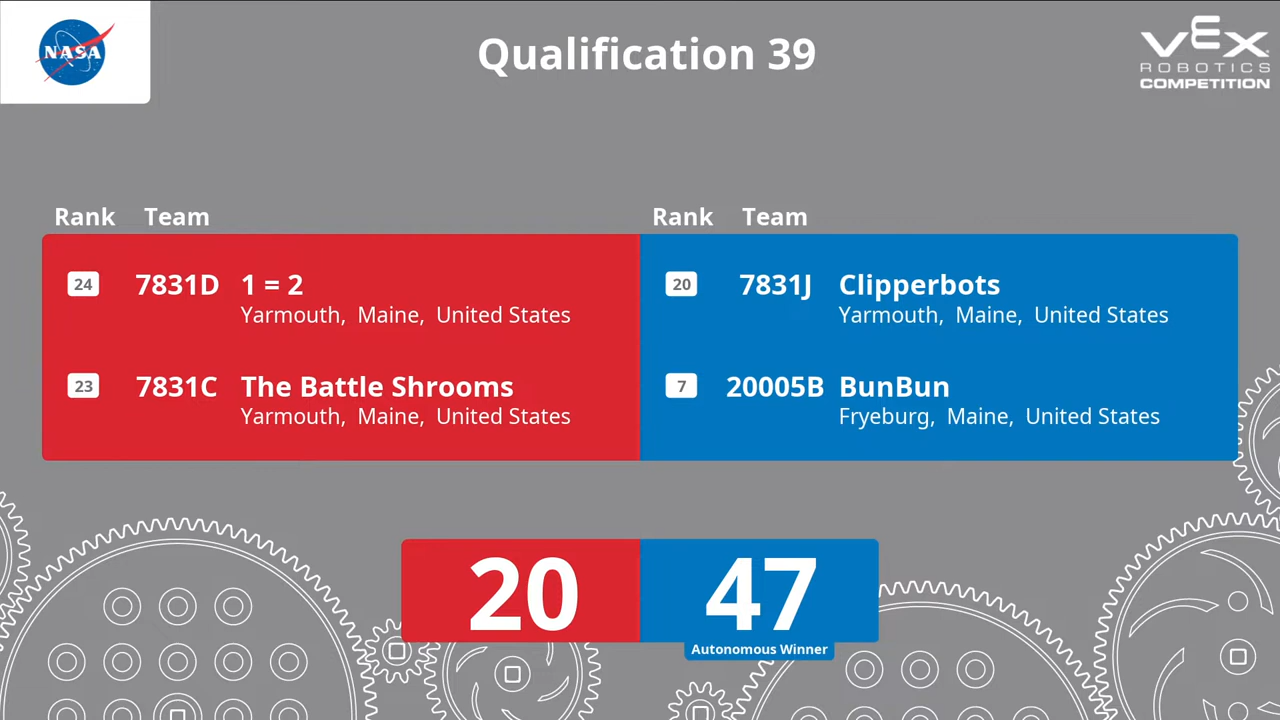 NASA
Qualification 39
VEX
ROBOTICS
COMPETITION
Rank Team
24 7831D 1 = 2
Yarmouth, Maine, United States
23 7831C The Battle Shrooms
Yarmouth, Maine, United States
Rank Team
20 7831J Clipperbots
Yarmouth, Maine, United States
7 20005B BunBun
Fryeburg, Maine, United States
20 47
Autonomous Winner